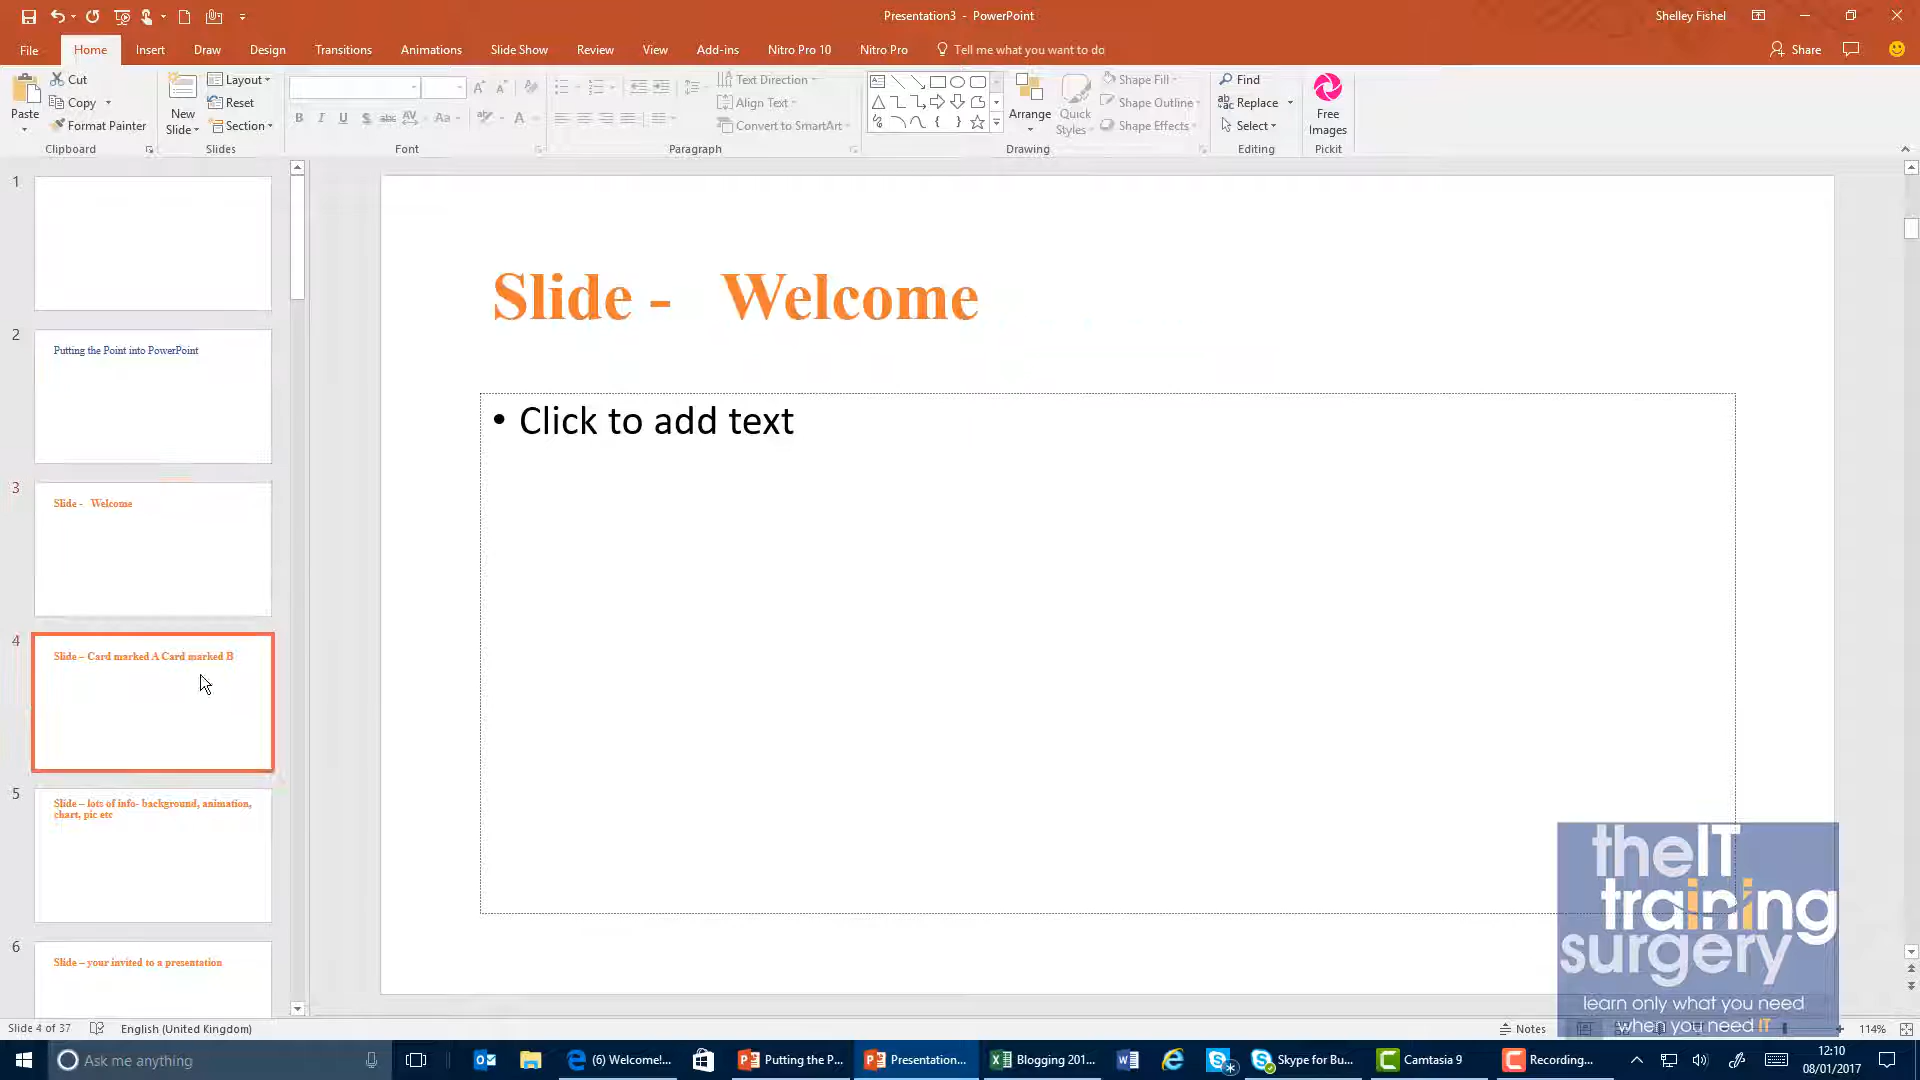 Presentation3 - PowerPoint
Shelley Fishel
File Home Insert Draw Design Transitions Animations Slide Show Review View Add-ins Nitro Pro 10 Nitro Pro Tell me what you want to do Share
Paste
Cut
Copy
Format Painter
Clipboard
New Slide
Layout
Reset
Section
Slides
Font
Text Direction
Align Text
Convert to SmartArt
Paragraph
Arrange
Quick Styles
Shape Fill
Shape Outline
Shape Effects
Drawing
Find
Replace
Select
Editing
Free Images
Pickit
1
2
Putting the Point into PowerPoint
3
Slide - Welcome
4
Slide – Card marked A Card marked B
5
Slide – lots of info- background, animation,
chart, pic etc
6
Slide – your invited to a presentation
Slide - Welcome
• Click to add text
the IT
training
surgery
learn only what you need
when you need IT
Slide 4 of 37 English (United Kingdom) Notes 114%
Ask me anything
(6) Welcome!...
Putting the P...
Presentation...
Blogging 201...
Skype for Bu...
Camtasia 9
Recording...
12:10
08/01/2017